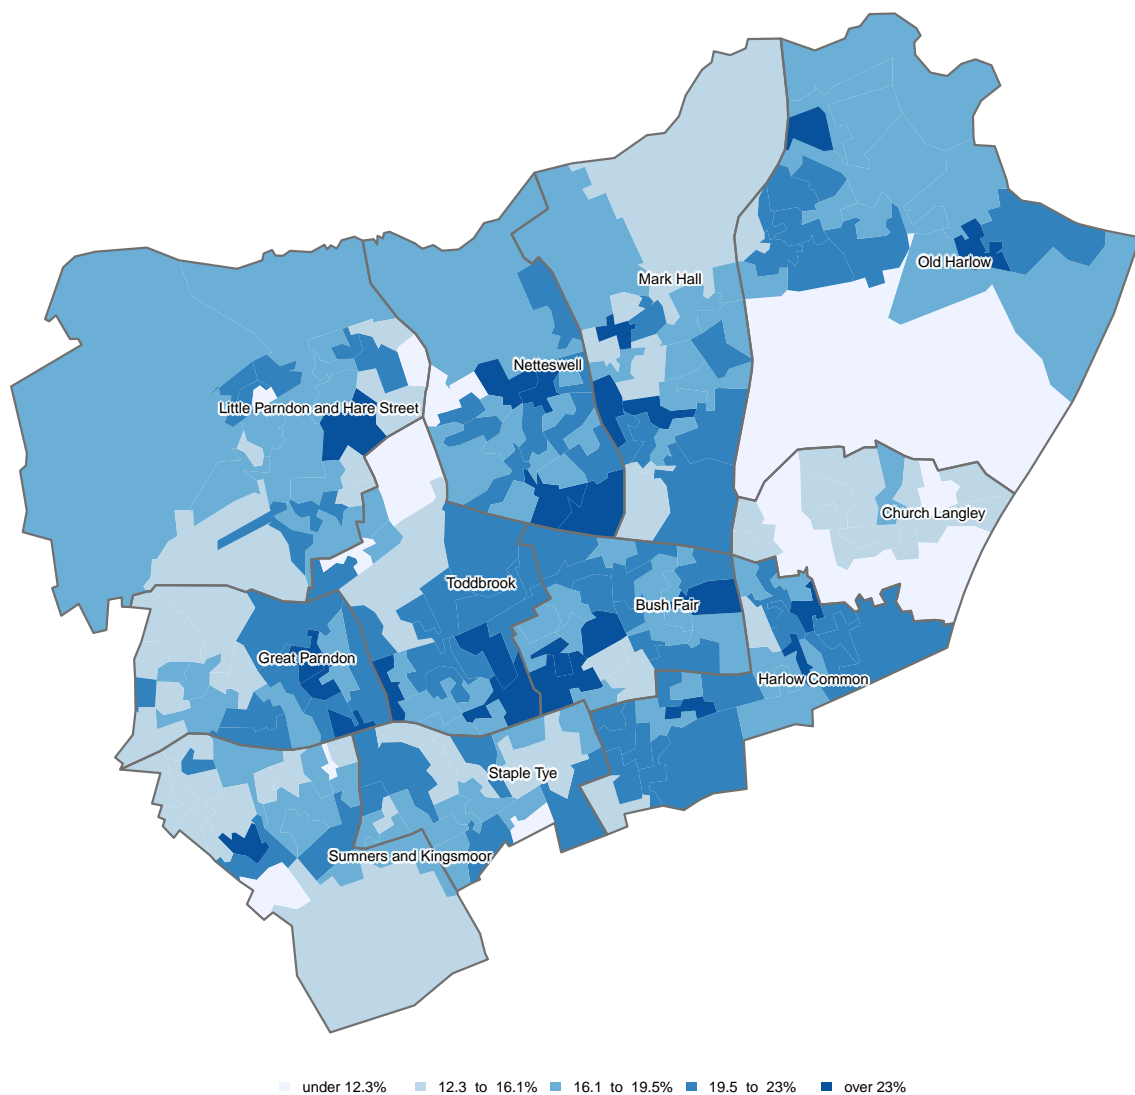 Old Harlow
Mark Hall
Netteswell
Little Parndon and Hare Street
Church Langley
Toddbrook
Bush Fair
Great Parndon
Harlow Common
Staple Tye
Sumners and Kingsmoor
under 12.3% 12.3 to 16.1% 16.1 to 19.5% 19.5 to 23% over 23%